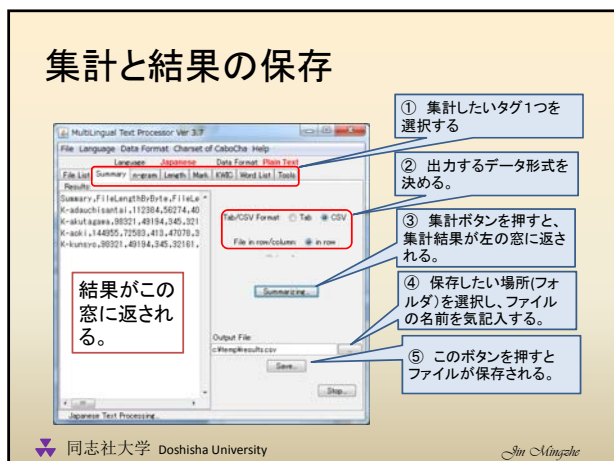 集計と結果の保存
① 集計したいタグ1つを
選択する
MultiLingual Text Processor Ver 3.7
File Language Data Format Charset of CaboCha Help
Language Japanese Data Format Plain Text
File List Summary n-gram Length Mark KWIC Word List Tools
Results
Summary,FileLengthByByte,FileLe
K-adauchisantai,112384,56274,40
K-akutagawa,98321,49194,345,321
K-aoki,144955,72583,413,47078,3
K-kunsyo,98321,49194,345,32161,
② 出力するデータ形式を
決める。
Tab/CSV Format Tab CSV
File in row/column in row
③ 集計ボタンを押すと、
集計結果が左の窓に返さ
れる。
Summarizing...
結果がこの
窓に返され
る。
④ 保存したい場所(フォ
ルダ)を選択し、ファイル
の名前を気記入する。
Output File
c:¥temp¥results.csv
...
⑤ このボタンを押すと
ファイルが保存される。
Save...
Stop...
Japanese Text Processing...
同志社大学 Doshisha University
Jin Mingzhe